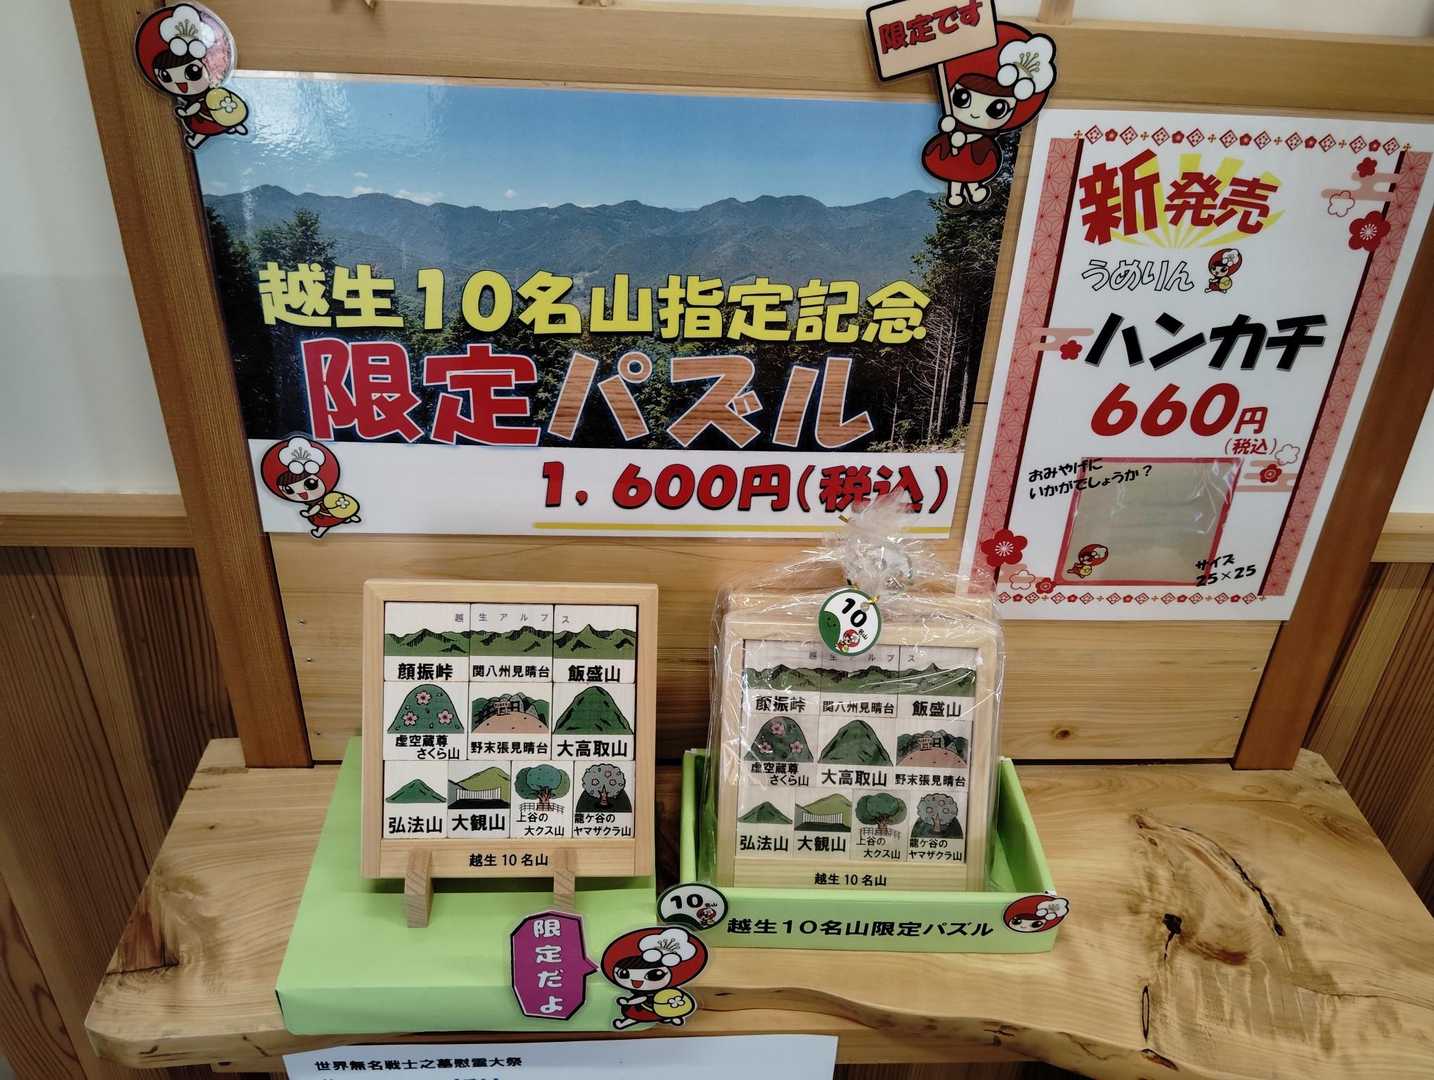 限定です
越生10名山指定記念
限定パズル
1,600円(税込)
新発売
うめりん
ハンカチ
660円
(税込)
おみやげに
いかがでしょうか？
サイズ
25×25
越生アルプス
顔振峠
関八州見晴台
飯盛山
虚空蔵尊
さくら山
野末張見晴台
大高取山
弘法山
大観山
上谷の
大クス山
龍ケ谷の
ヤマザクラ山
越生10名山
10名山
越生アルプス
顔振峠
関八州見晴台
飯盛山
虚空蔵尊
さくら山
大高取山
野末張見晴台
弘法山
大観山
上谷の
大クス山
龍ケ谷の
ヤマザクラ山
越生10名山
10名山
越生10名山限定パズル
限定だよ
世界無名戦士之墓慰霊大祭